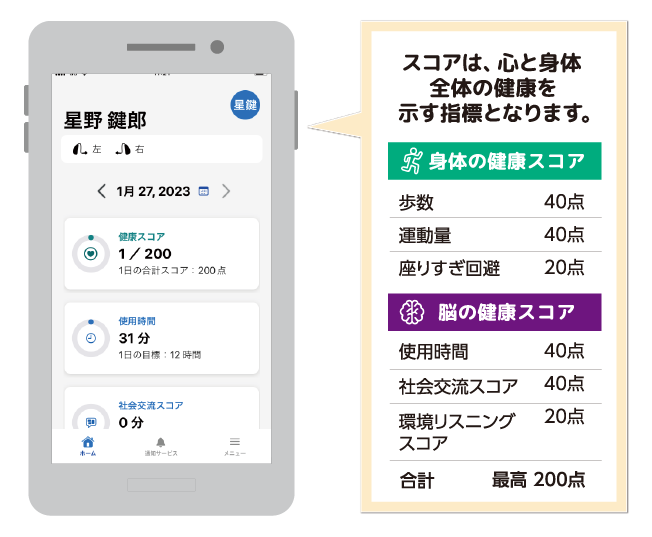 星野 鍵郎
星鍵
左 右
1月 27, 2023
健康スコア
1 / 200
1日の合計スコア：200 点
使用時間
31 分
1日の目標：12 時間
社会交流スコア
0 分
ホーム
通知サービス
メニュー
スコアは、心と身体
全体の健康を
示す指標となります。
身体の健康スコア
歩数 40点
運動量 40点
座りすぎ回避 20点
脳の健康スコア
使用時間 40点
社会交流スコア 40点
環境リスニング 20点
スコア
合計 最高 200点